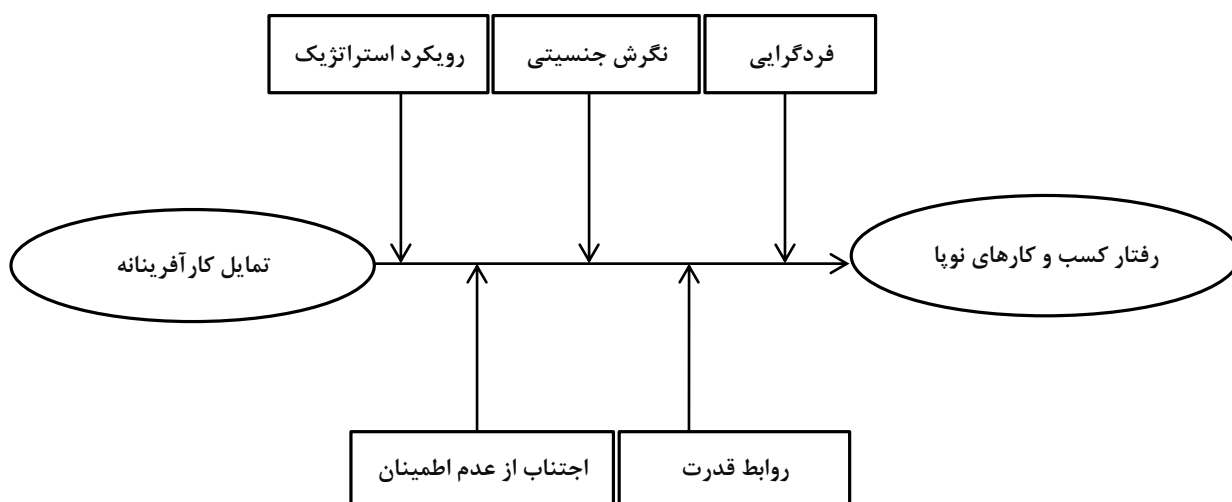 فردگرایی
نگرش جنسیتی
رویکرد استراتژیک
رفتار کسب و کارهای نوپا
تمایل کارآفرینانه
روابط قدرت
اجتناب از عدم اطمینان